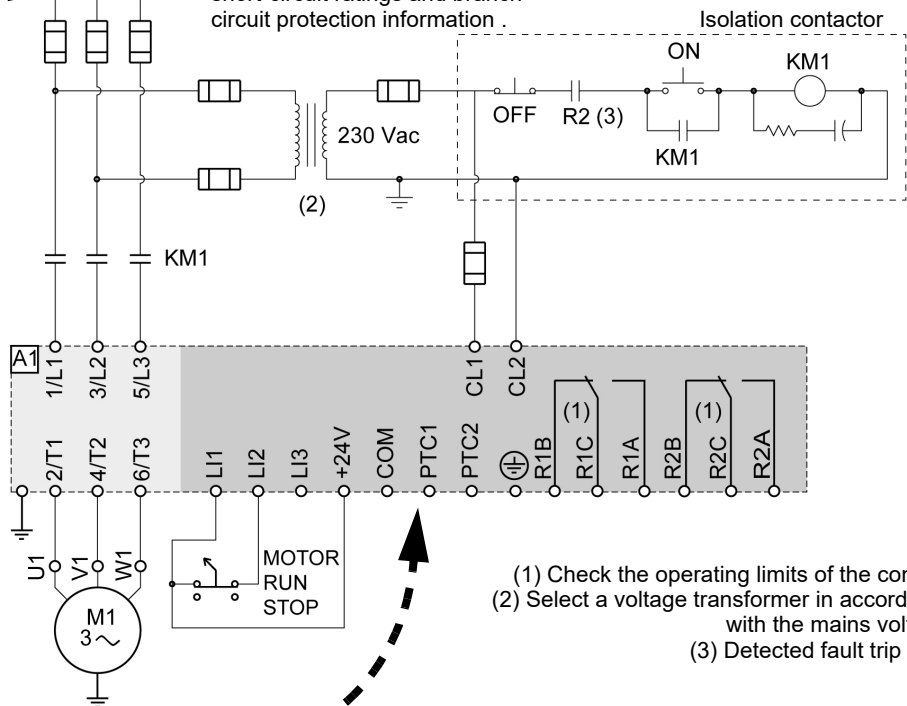 short-circuit ratings and branch
circuit protection information .
Isolation contactor
ON
KM1
OFF
R2 (3)
230 Vac
KM1
(2)
KM1
A1
1/L1
3/L2
5/L3
CL1
CL2
(1)
(1)
2/T1
4/T2
6/T3
LI1
LI2
LI3
+24V
COM
PTC1
PTC2
R1B
R1C
R1A
R2B
R2C
R2A
U1
V1
W1
MOTOR
RUN
STOP
M1
3
(1) Check the operating limits of the
(2) Select a voltage transformer in
with the mains
(3) Detected fault trip